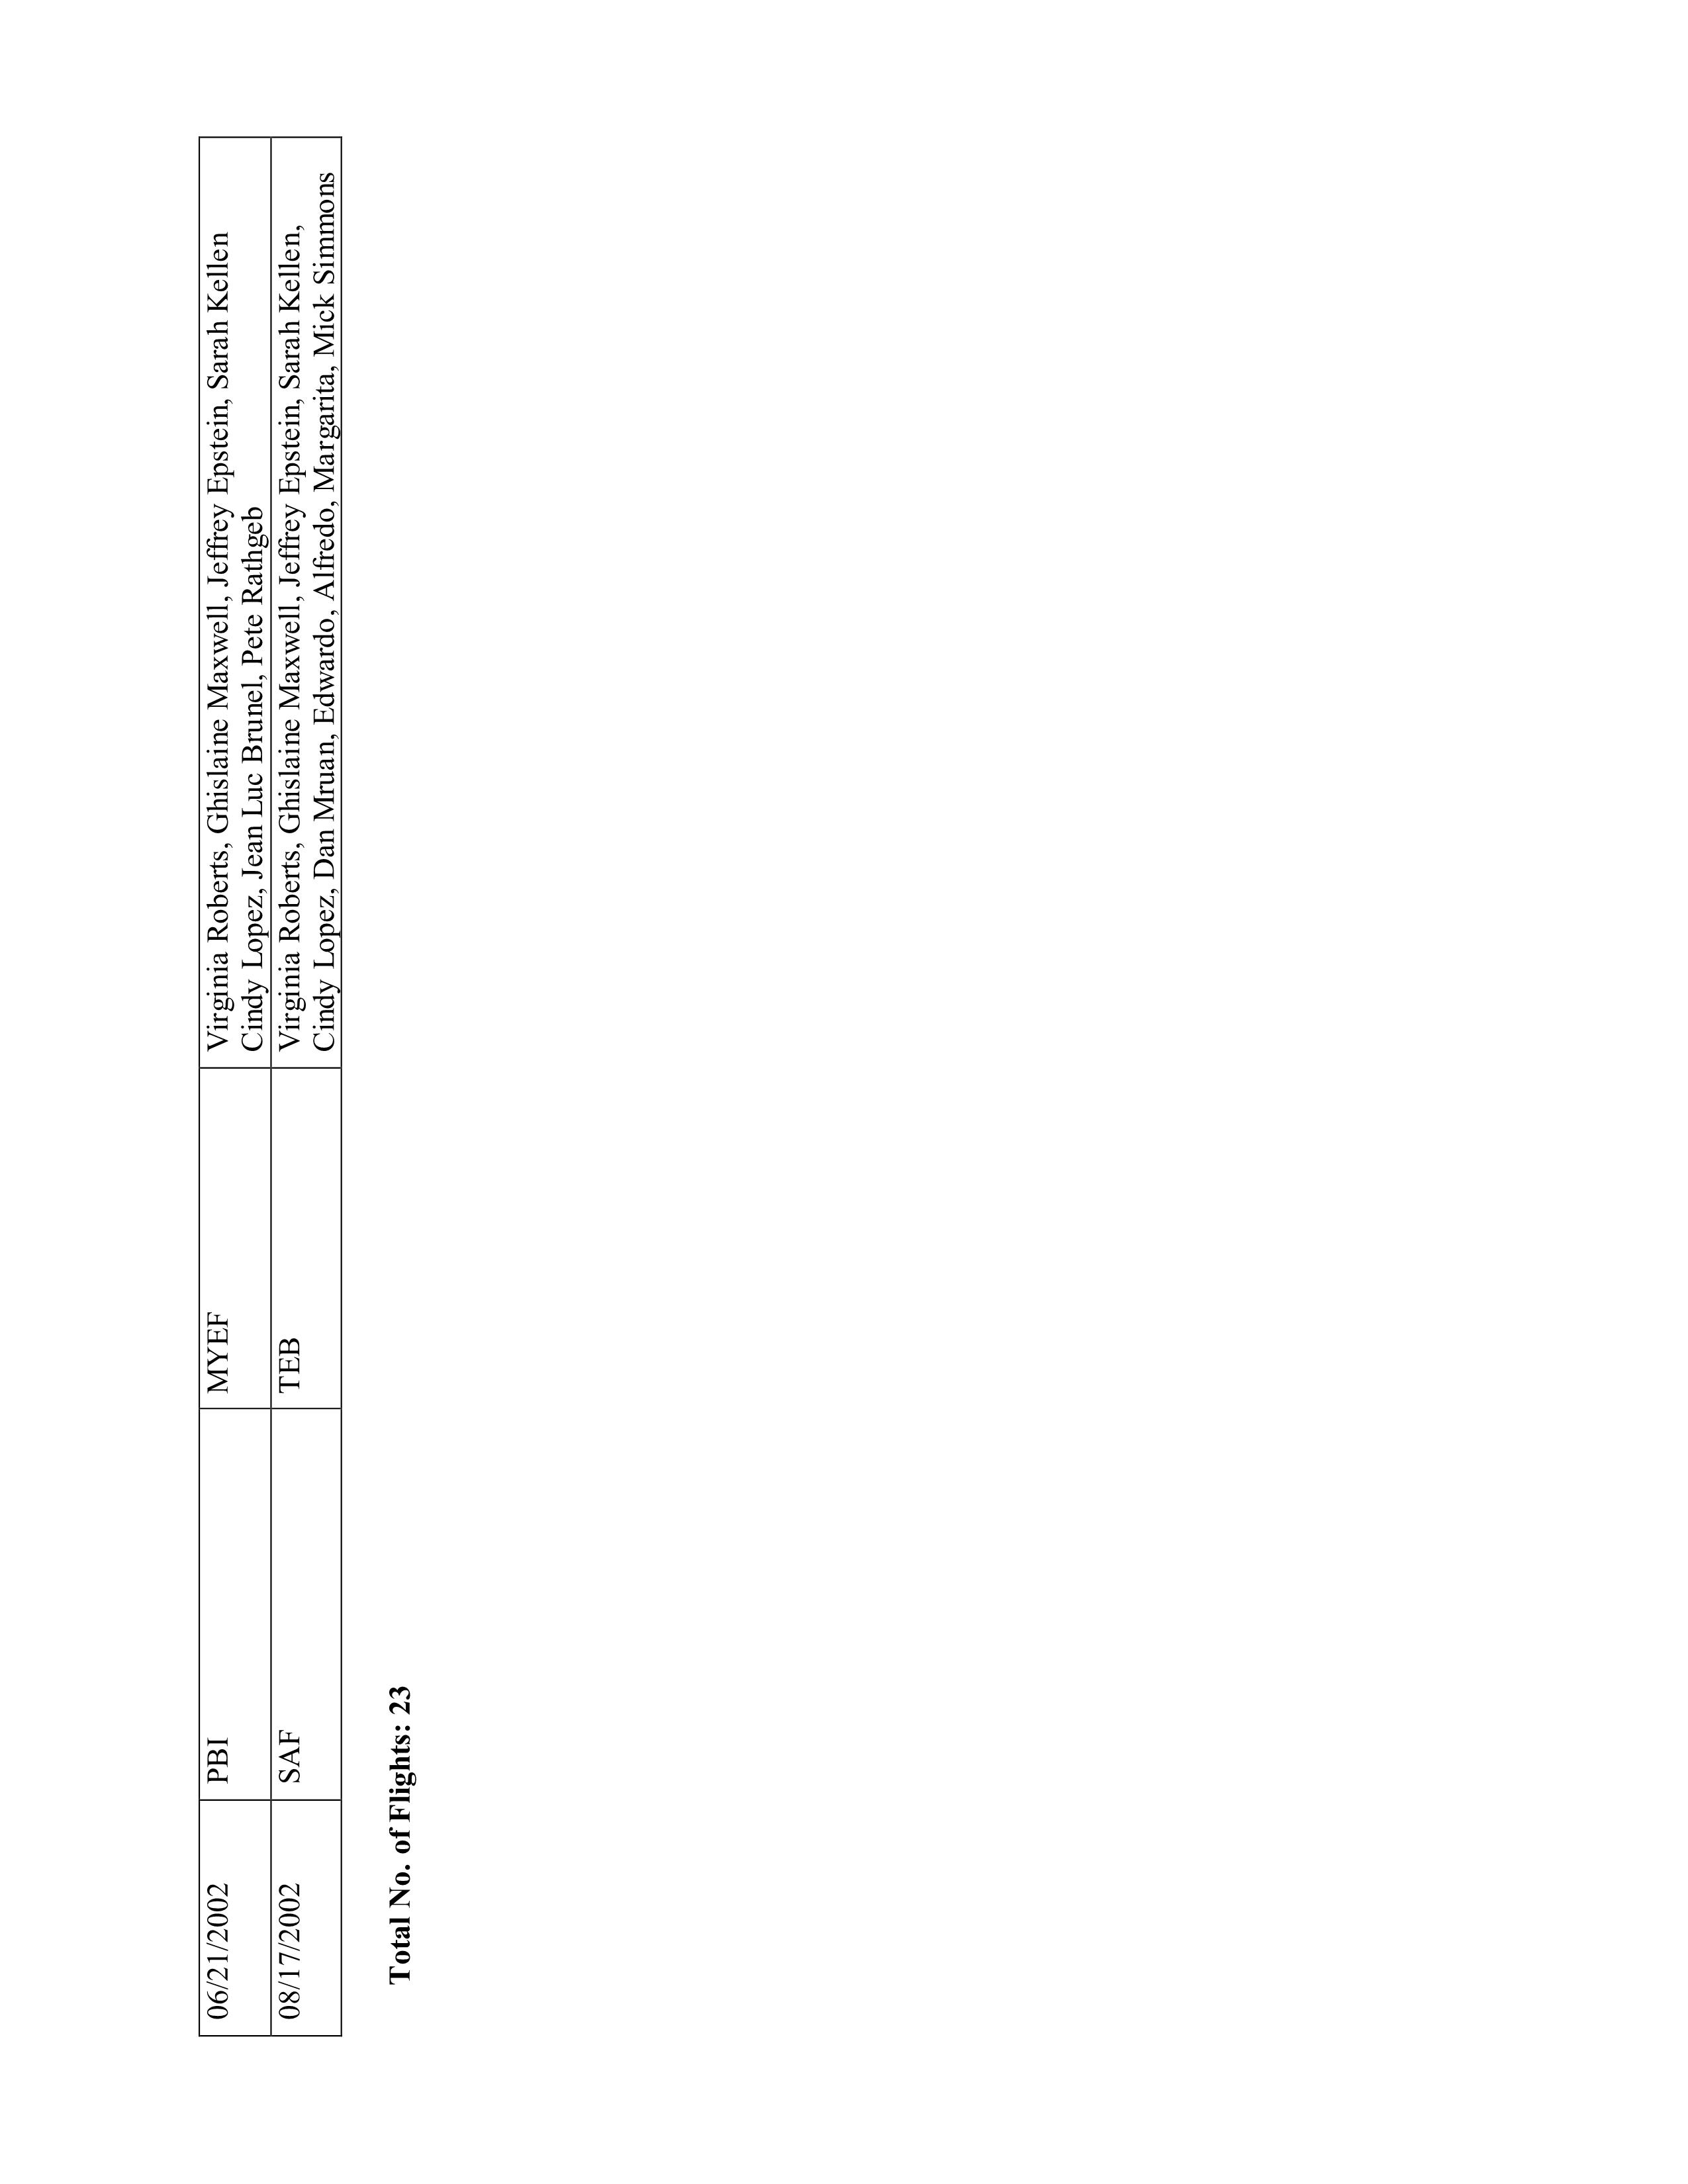 06/21/2002 PBI MYEF Virginia Roberts, Ghislaine Maxwell, Jeffrey Epstein, Sarah Kellen
Cindy Lopez, Jean Luc Brunel, Pete Rathgeb
08/17/2002 SAF TEB Virginia Roberts, Ghislaine Maxwell, Jeffrey Epstein, Sarah Kellen,
Cindy Lopez, Dan Mruan, Edwardo, Alfredo, Margarita, Mick Simmons
Total No. of Flights: 23